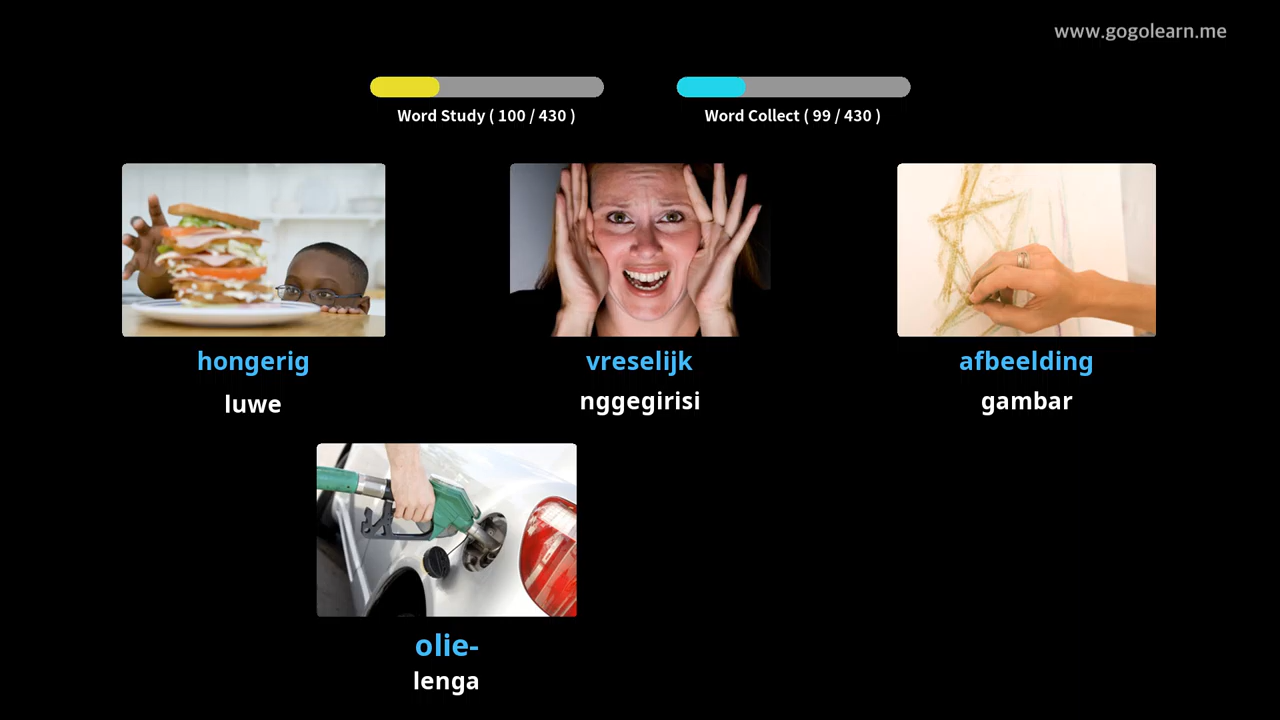 www.gogolearn.me
Word Study ( 100 / 430 )
Word Collect ( 99 / 430 )
hongerig
luwe
vreselijk
nggegirisi
afbeelding
gambar
olie-
lenga